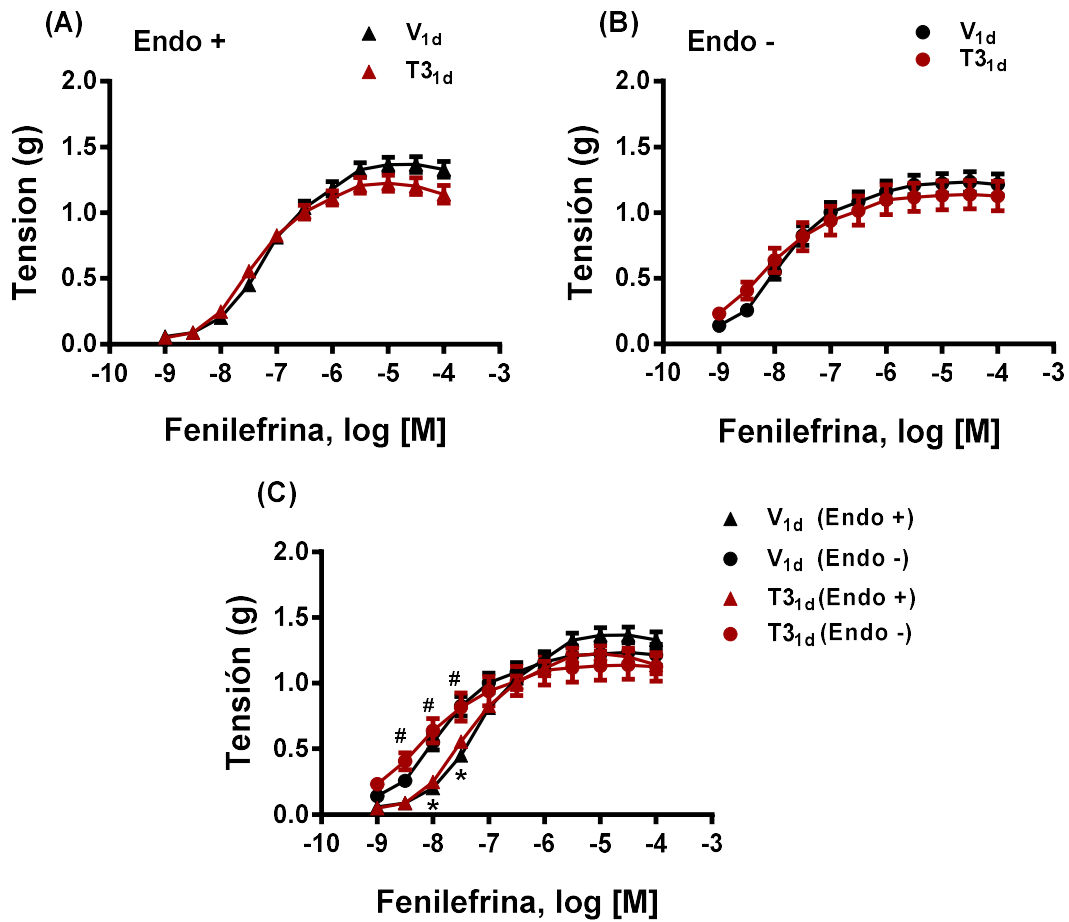 (A)
Endo +
V1d
T31d
2.0
1.5
1.0
0.5
0.0
Tensión (g)
-10 -9 -8 -7 -6 -5 -4 -3
Fenilefrina, log [M]
(B)
Endo -
V1d
T31d
2.0
1.5
1.0
0.5
0.0
Tensión (g)
-10 -9 -8 -7 -6 -5 -4 -3
Fenilefrina, log [M]
(C)
V1d (Endo +)
V1d (Endo -)
T31d (Endo +)
T31d (Endo -)
2.0
1.5
1.0
0.5
0.0
Tensión (g)
# # #
* *
-10 -9 -8 -7 -6 -5 -4 -3
Fenilefrina, log [M]